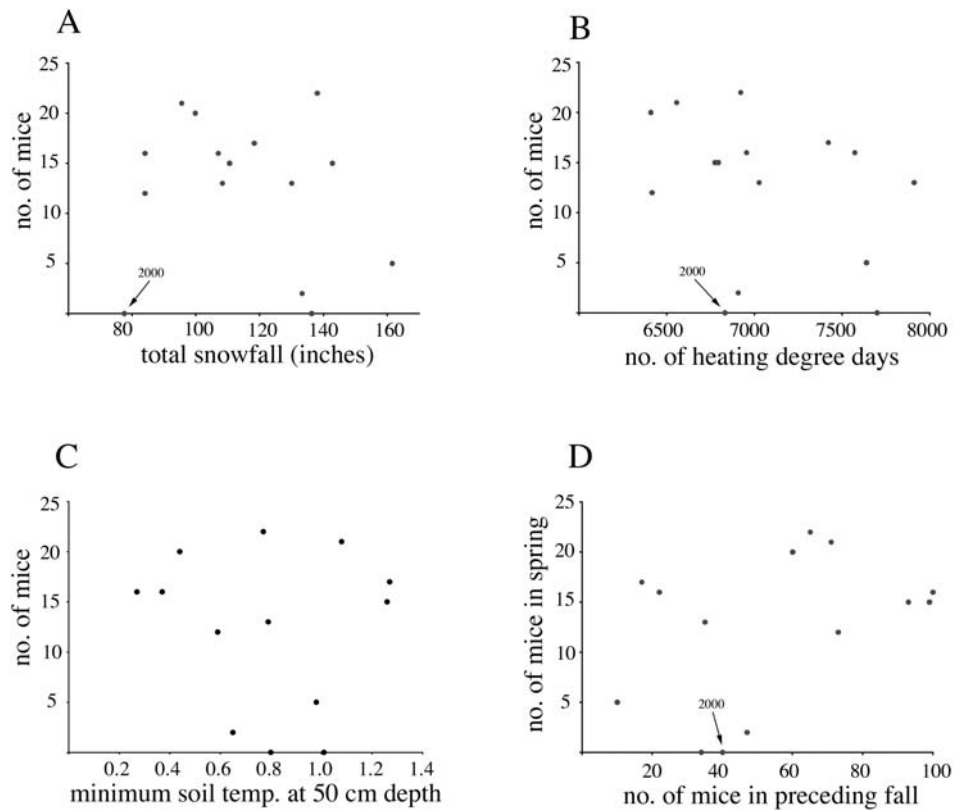 A
25
20
15
10
5
no. of mice
2000
80 100 120 140 160
total snowfall (inches)
B
25
20
15
10
5
no. of mice
2000
6500 7000 7500 8000
no. of heating degree days
C
25
20
15
10
5
no. of mice
0.2 0.4 0.6 0.8 1.0 1.2 1.4
minimum soil temp. at 50 cm depth
D
25
20
15
10
5
no. of mice in spring
2000
20 40 60 80 100
no. of mice in preceding fall